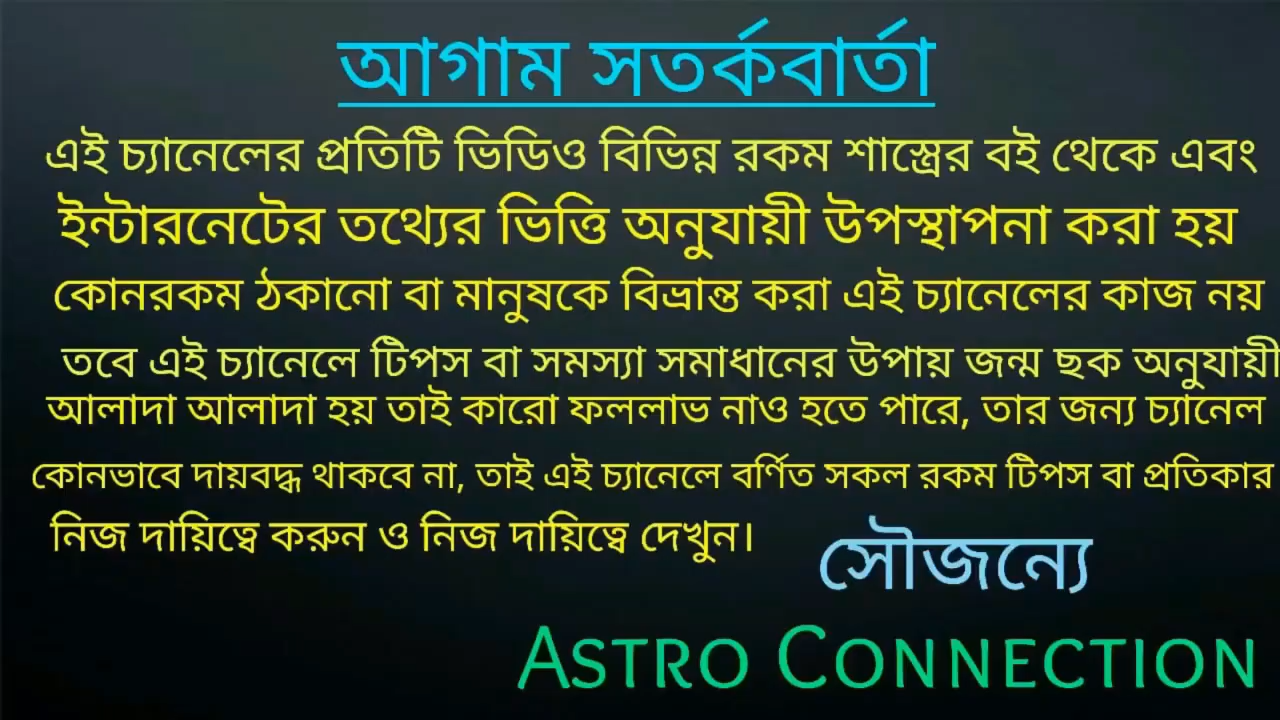 আগাম সতর্কবার্তা
এই চ্যানেলের প্রতিটি ভিডিও বিভিন্ন রকম শাস্ত্রের বই থেকে এবং
ইন্টারনেটের তথ্যের ভিত্তি অনুযায়ী উপস্থাপনা করা হয়
কোনরকম ঠকানো বা মানুষকে বিভ্রান্ত করা এই চ্যানেলের কাজ নয়
তবে এই চ্যানেলে টিপস বা সমস্যা সমাধানের উপায় জন্ম ছক অনুযায়ী
আলাদা আলাদা হয় তাই কারো ফললাভ নাও হতে পারে, তার জন্য চ্যানেল
কোনভাবে দায়বদ্ধ থাকবে না, তাই এই চ্যানেলে বর্ণিত সকল রকম টিপস বা প্রতিকার
নিজ দায়িত্বে করুন ও নিজ দায়িত্বে দেখুন।
সৌজন্যে
ASTRO CONNECTION